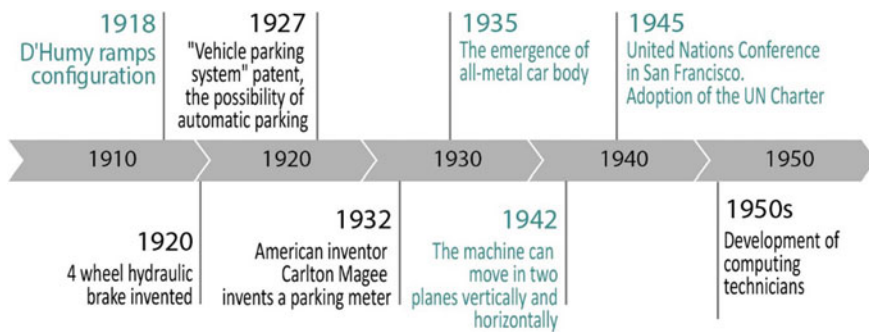 1918
D'Humy ramps
configuration
1927
"Vehicle parking
system" patent,
the possibility of
automatic parking
1935
The emergence of
all-metal car body
1945
United Nations Conference
in San Francisco.
Adoption of the UN Charter
1910
1920
1930
1940
1950
1920
4 wheel hydraulic
brake invented
1932
American inventor
Carlton Magee
invents a parking meter
1942
The machine can
move in two
planes vertically and
horizontally
1950s
Development of
computing
technicians